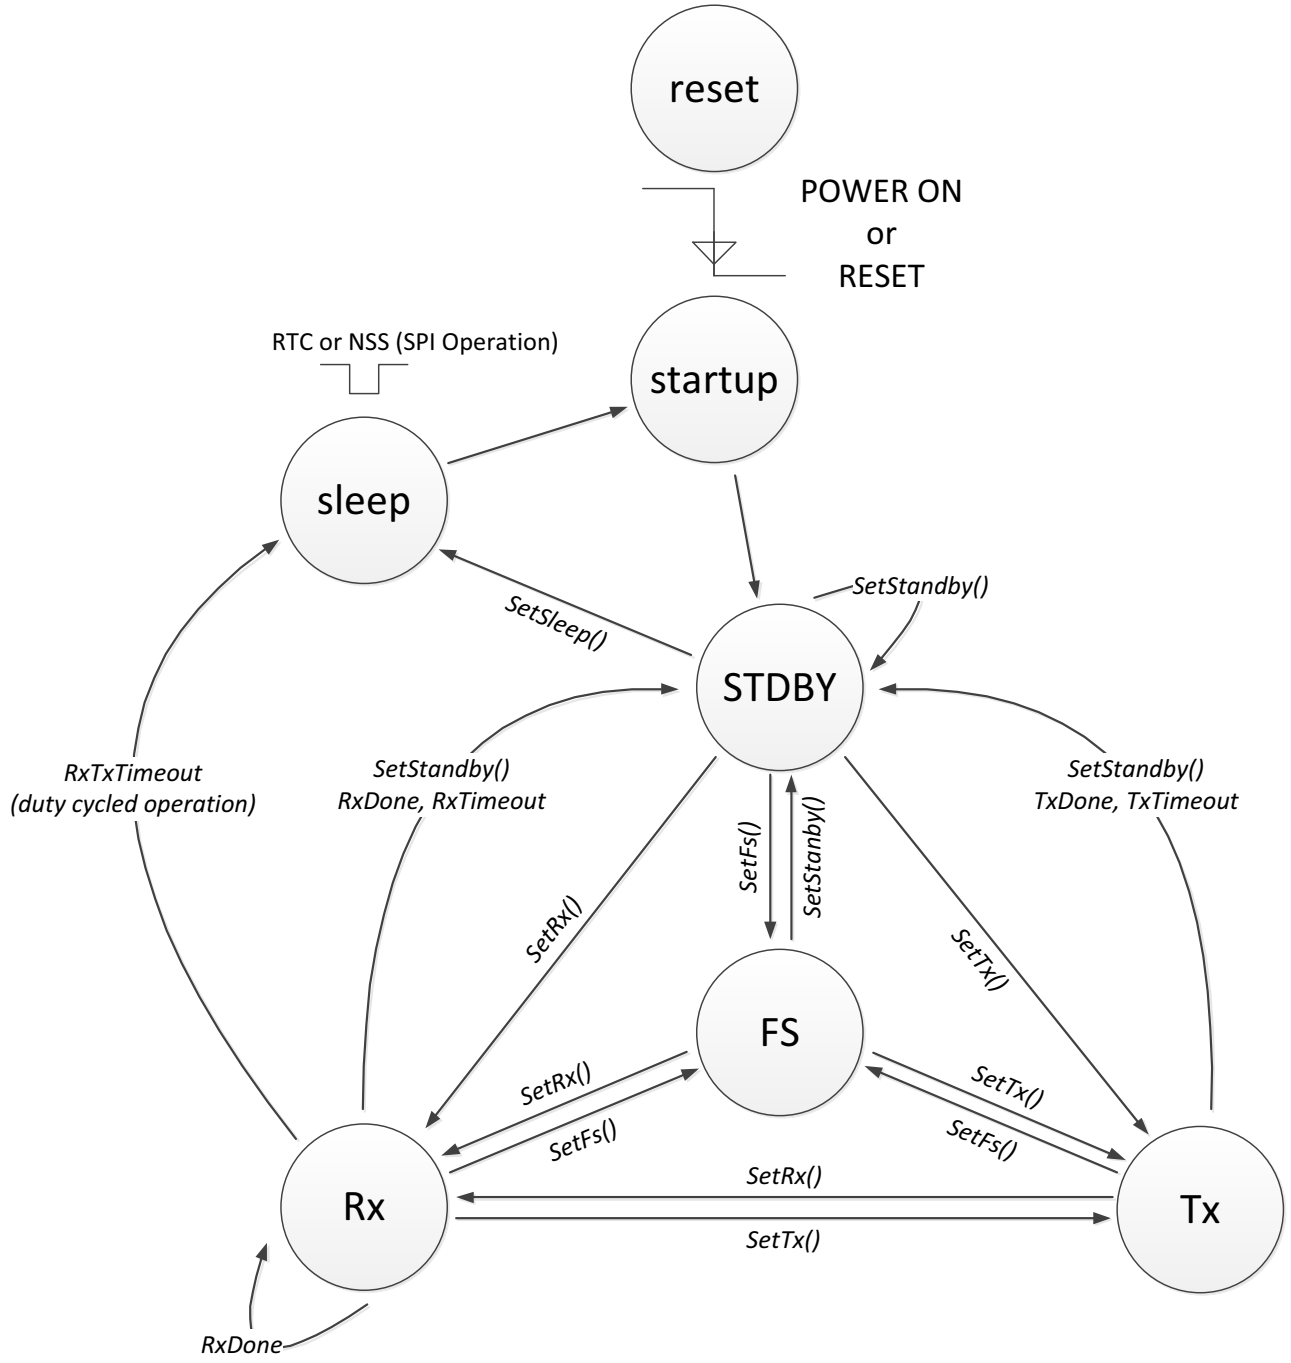 reset
POWER ON
or
RESET
RTC or NSS (SPI Operation)
startup
sleep
SetStandby()
SetSleep()
STDBY
RxTxTimeout
(duty cycled operation)
SetStandby()
RxDone, RxTimeout
SetStandby()
TxDone, TxTimeout
SetFs()
SetStanby()
SetRx()
SetTx()
FS
SetRx()
SetFs()
SetTx()
SetFs()
Rx
SetRx()
SetTx()
Tx
RxDone